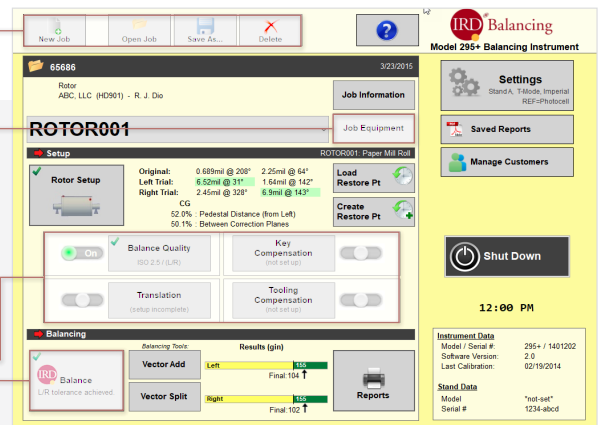 New Job
Open Job
Save As...
Delete
?
IRD Balancing
Model 295+ Balancing Instrument
65686
3/23/2015
Rotor
ABC, LLC (HD901) - R. J. Dio
Job Information
ROTOR001
Job Equipment
Setup
ROTOR001: Paper Mill Roll
Rotor Setup
Original: 0.689mil @ 208° 2.25mil @ 64°
Left Trial: 6.52mil @ 31° 1.64mil @ 142°
Right Trial: 2.45mil @ 328° 6.9mil @ 143°
CG
52.0% : Pedestal Distance (from Left)
50.1% : Between Correction Planes
Load
Restore Pt
Create
Restore Pt
On
Balance Quality
ISO 2.5 / (L/R)
Key
Compensation
(not set up)
Translation
(setup incomplete)
Tooling
Compensation
(not set up)
Balancing
IRD
Balance
L/R tolerance achieved.
Balancing Tools:
Vector Add
Vector Split
Results (gin)
Left 155
Final:104
Right 155
Final:102
Reports
Settings
Stand A, T-Mode, Imperial
REF=Photocell
Saved Reports
Manage Customers
Shut Down
12:00 PM
Instrument Data
Model / Serial #: 295+ / 1401202
Software Version: 2.0
Last Calibration: 02/19/2014
Stand Data
Model "not-set"
Serial # 1234-abcd